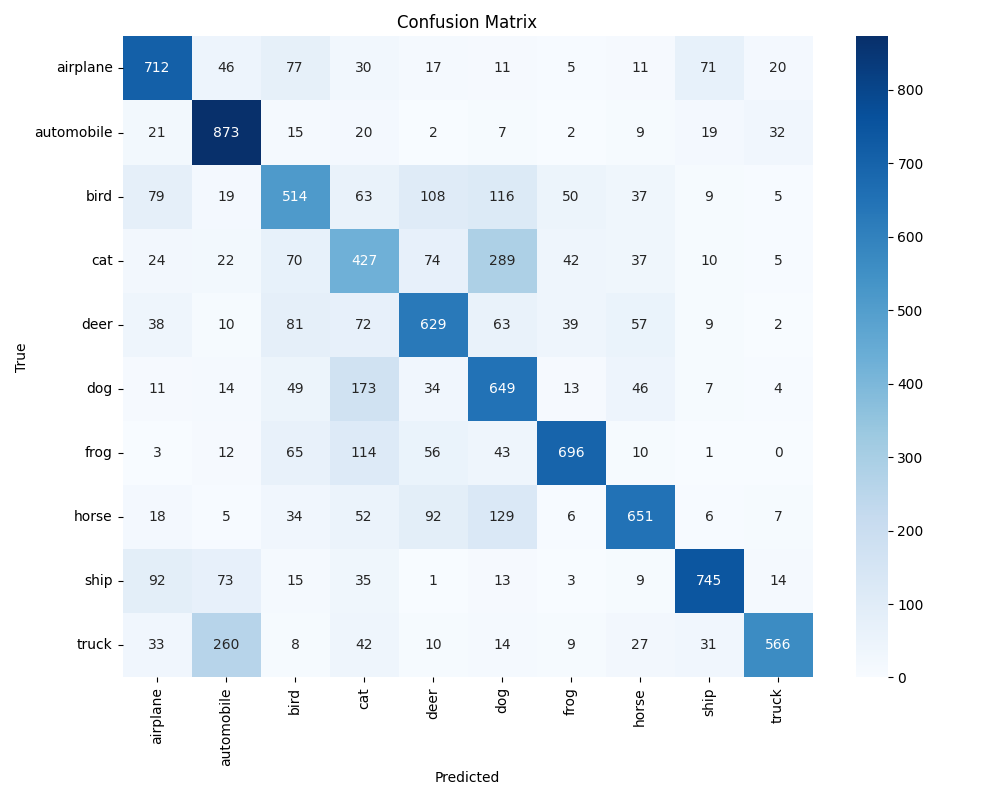 Confusion Matrix
airplane 712 46 77 30 17 11 5 11 71 20
automobile 21 873 15 20 2 7 2 9 19 32
bird 79 19 514 63 108 116 50 37 9 5
cat 24 22 70 427 74 289 42 37 10 5
deer 38 10 81 72 629 63 39 57 9 2
dog 11 14 49 173 34 649 13 46 7 4
frog 3 12 65 114 56 43 696 10 1 0
horse 18 5 34 52 92 129 6 651 6 7
ship 92 73 15 35 1 13 3 9 745 14
truck 33 260 8 42 10 14 9 27 31 566
airplane automobile bird cat deer dog frog horse ship truck
Predicted
True
800
700
600
500
400
300
200
100
0